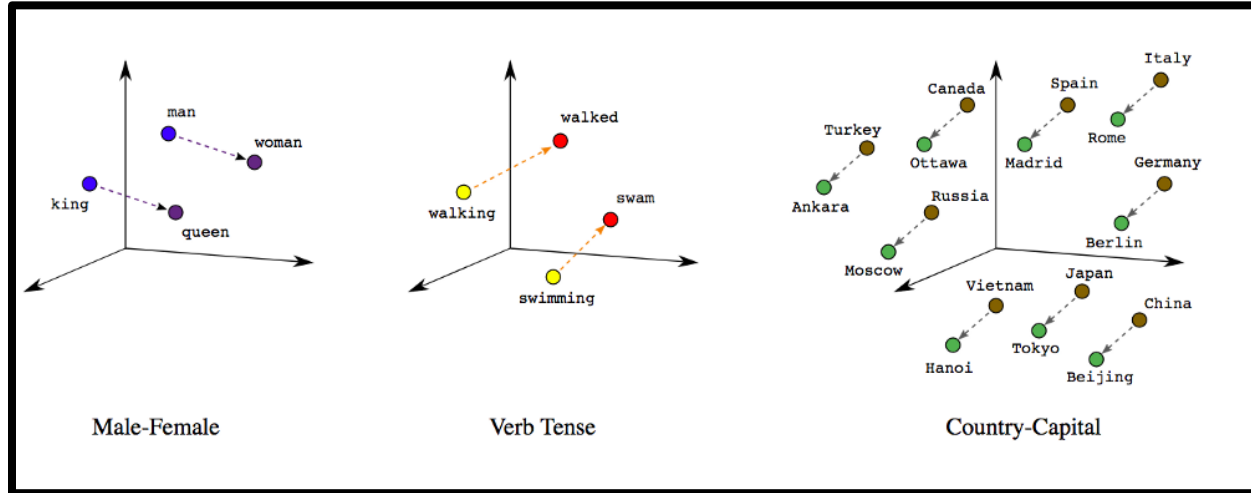 man
woman
king
queen
Male-Female
walked
walking
swam
swimming
Verb Tense
Italy
Canada
Spain
Rome
Turkey
Ottawa
Madrid
Germany
Ankara
Russia
Berlin
Moscow
Japan
Vietnam
China
Tokyo
Hanoi
Beijing
Country-Capital